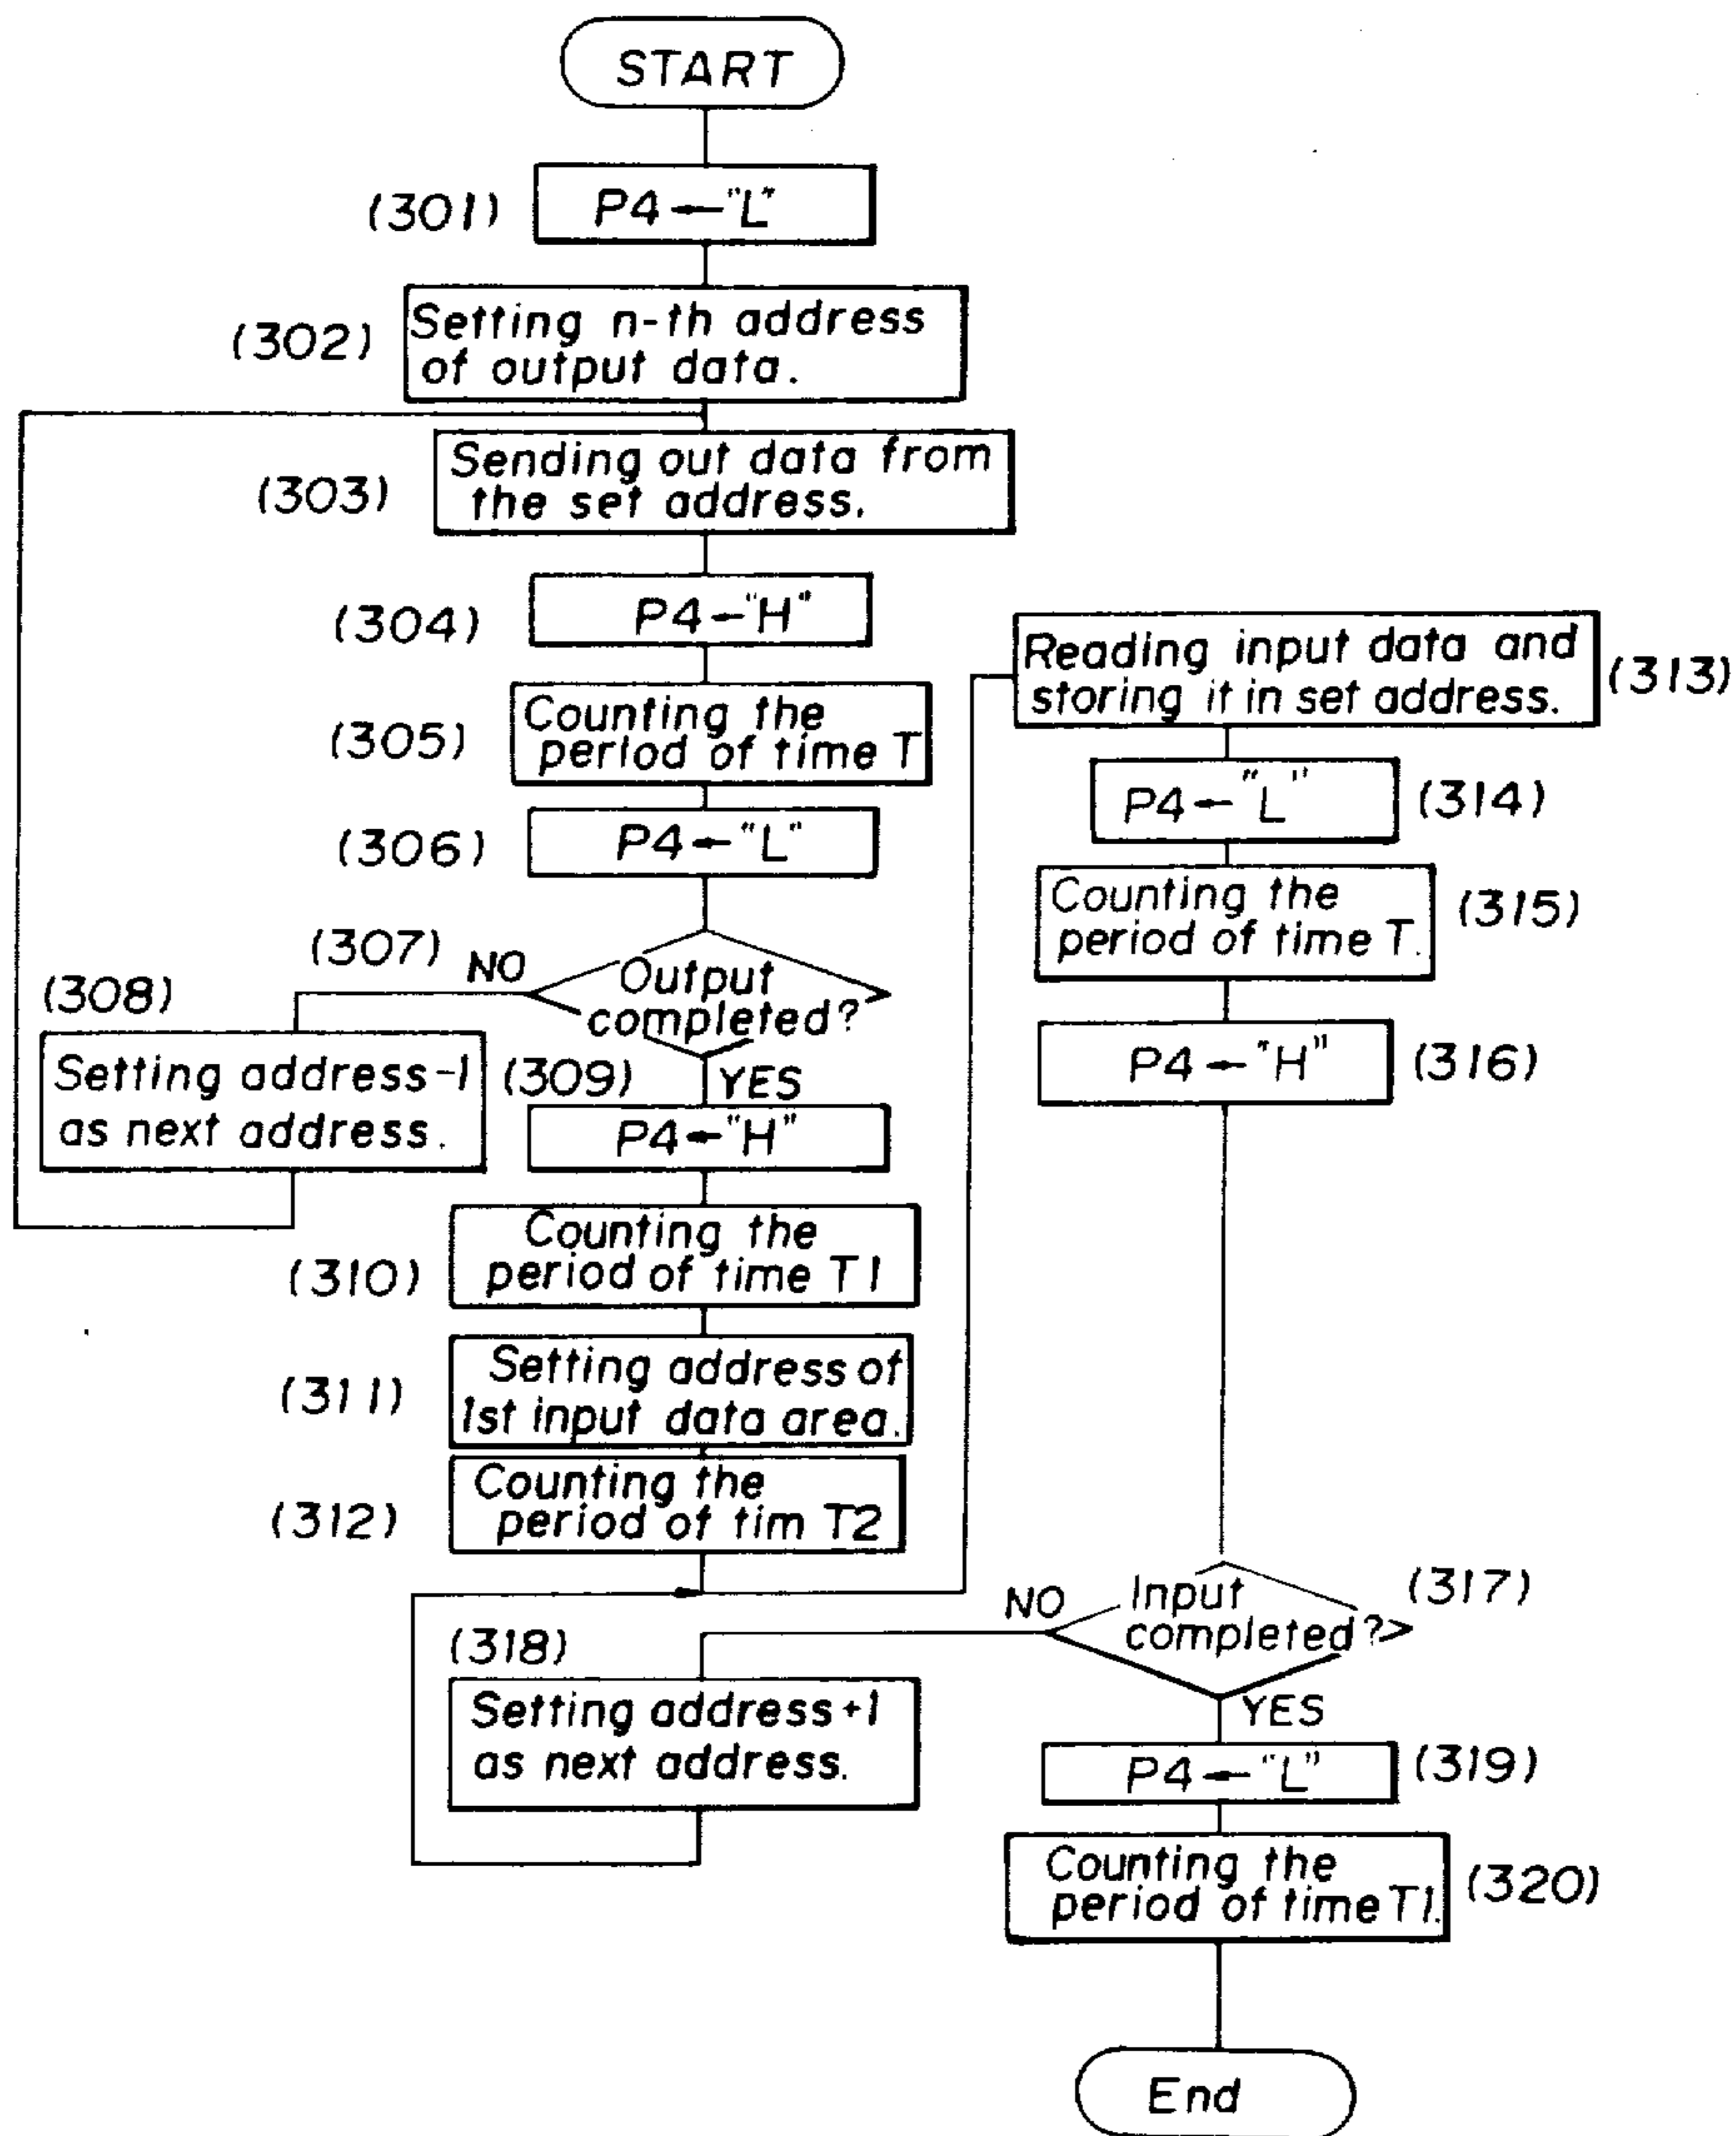 START
(301)
P4←"L"
(302)
Setting n-th address
of output data.
(303)
Sending out data from
the set address.
(304)
P4←"H"
(305)
Counting the
period of time T
(306)
P4←"L"
(307)
NO
Output
completed?
YES
(308)
Setting address-1
as next address.
(309)
P4←"H"
(310)
Counting the
period of time T1
(311)
Setting address of
1st input data area.
(312)
Counting the
period of tim T2
Reading input data and
storing it in set address.
(313)
P4←"L"
(314)
Counting the
period of time T.
(315)
P4←"H"
(316)
Input
completed?
(317)
NO
YES
(318)
Setting address+1
as next address.
P4←"L"
(319)
Counting the
period of time T1.
(320)
End